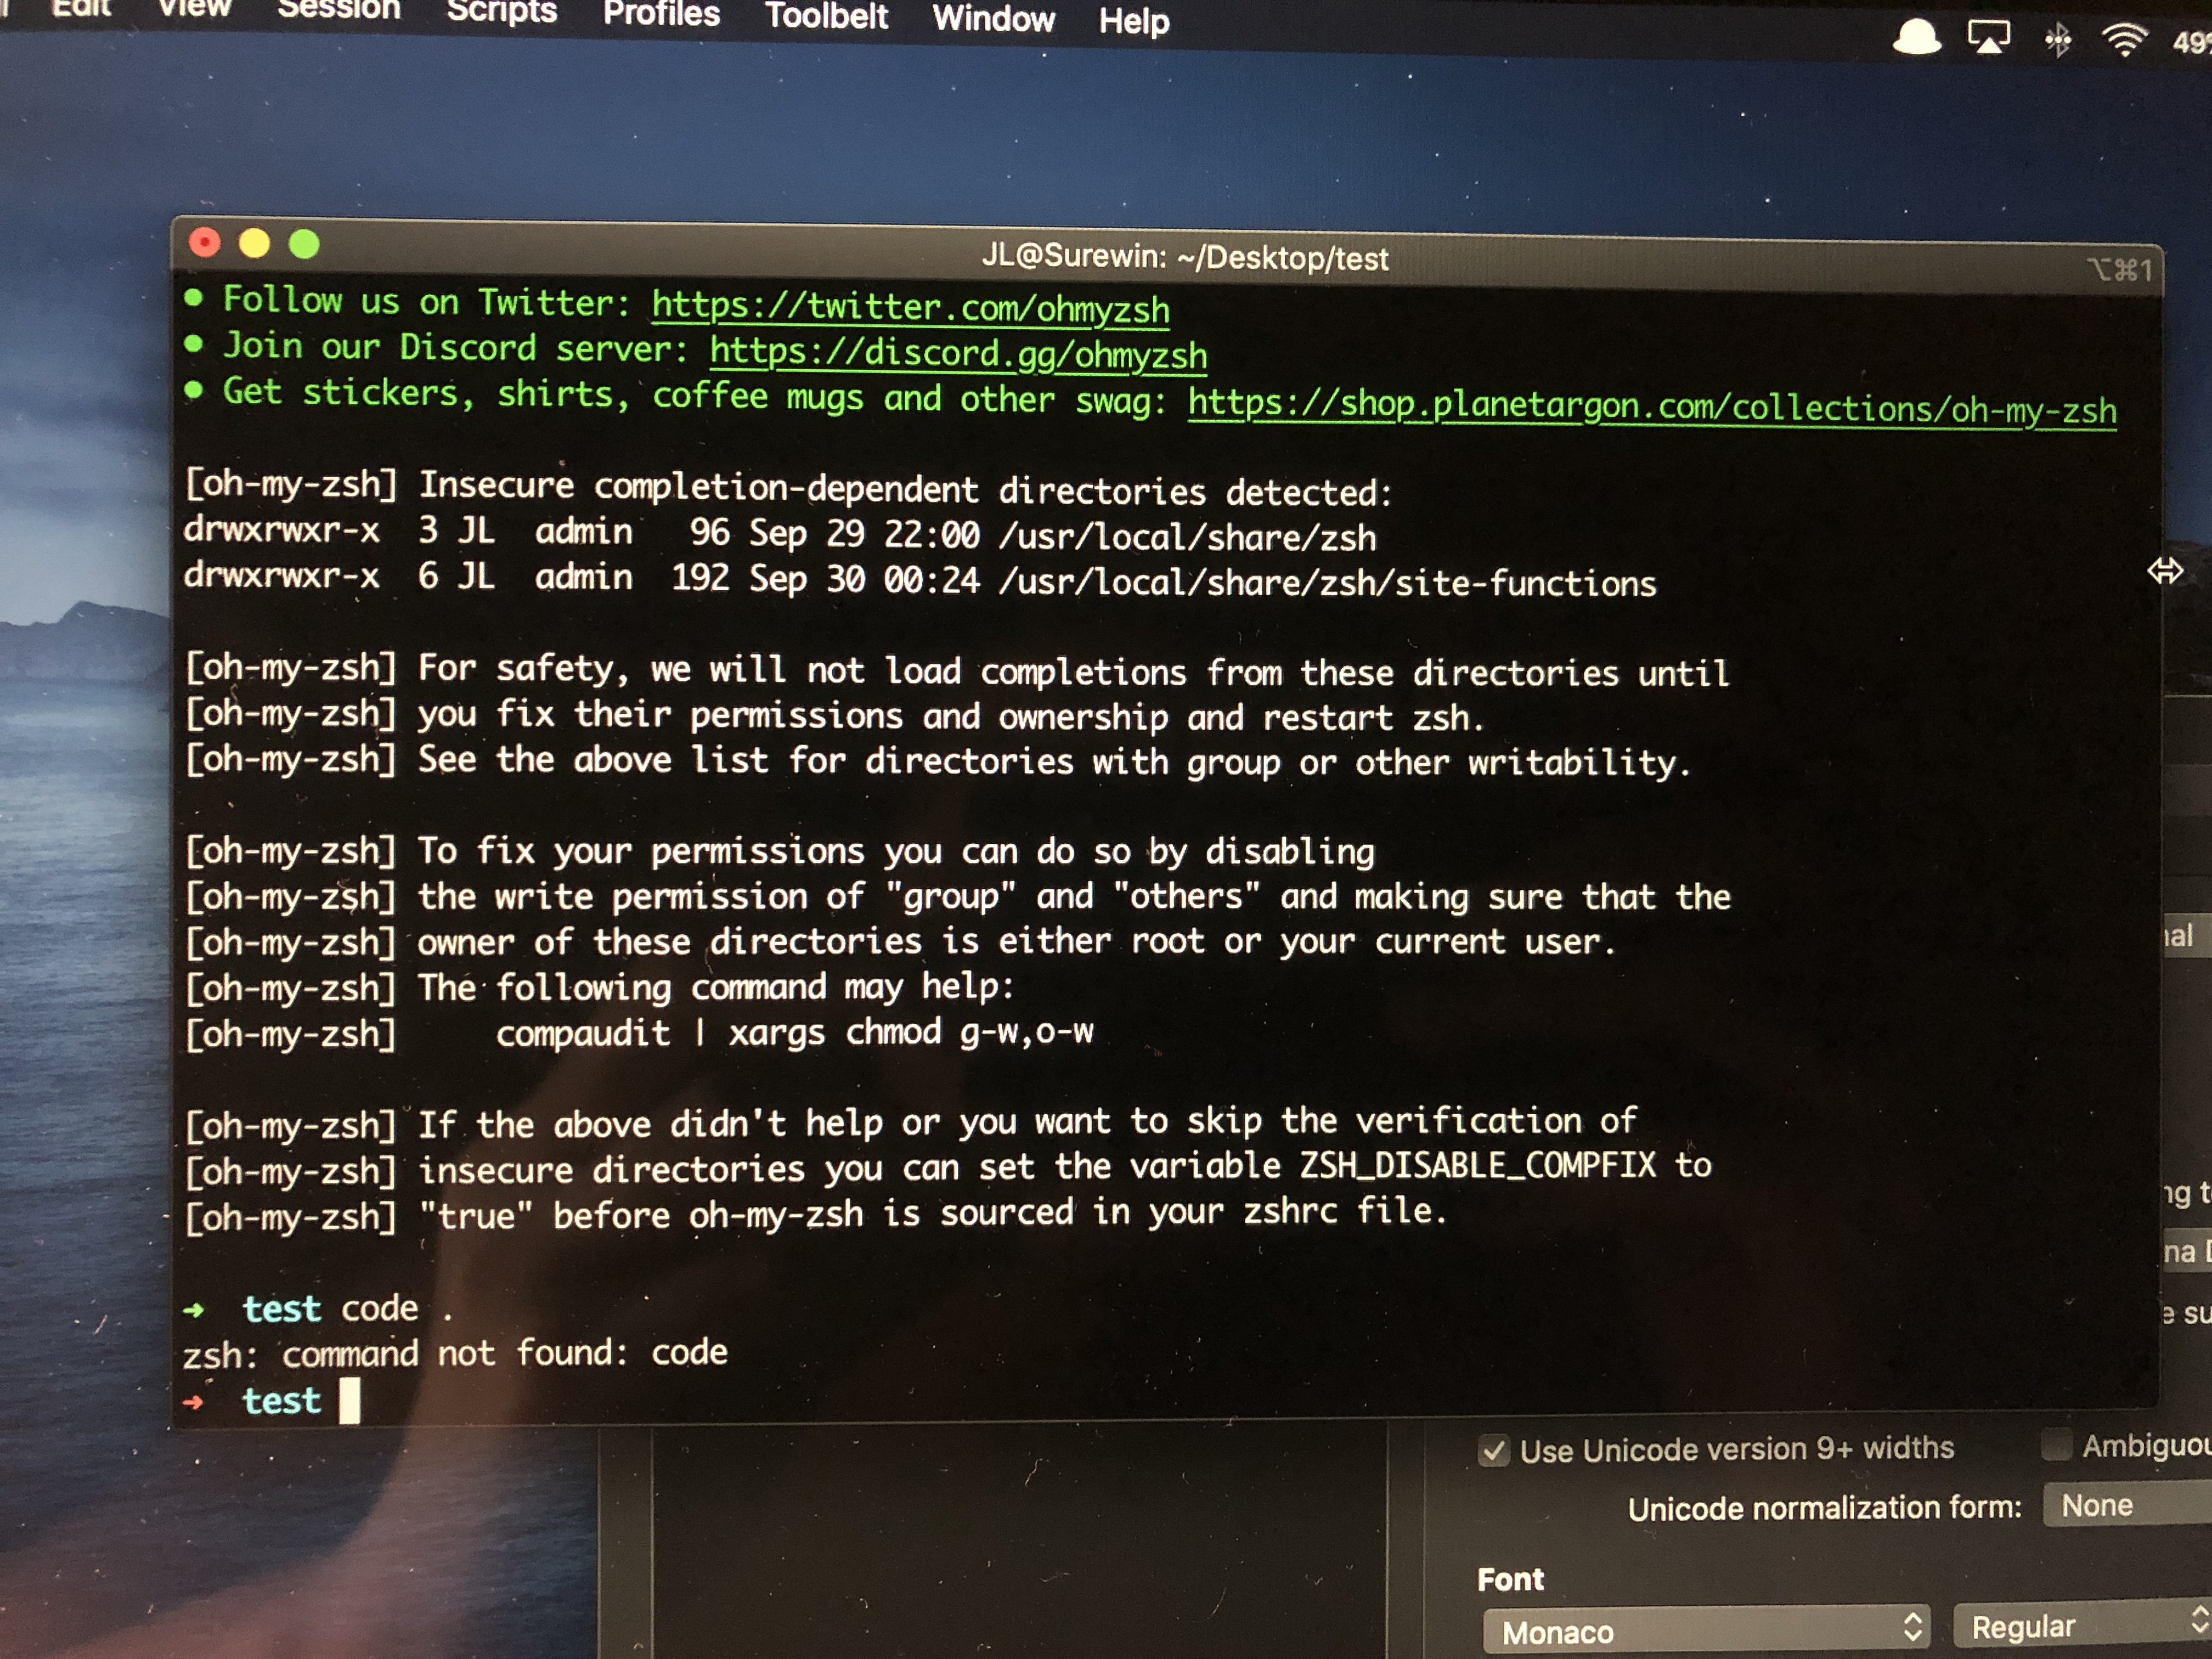 Edit View Session Scripts Profiles Toolbelt Window Help
JL@Surewin: ~/Desktop/test
⌥⌘1
• Follow us on Twitter: https://twitter.com/ohmyzsh
• Join our Discord server: https://discord.gg/ohmyzsh
• Get stickers, shirts, coffee mugs and other swag: https://shop.planetargon.com/collections/oh-my-zsh
[oh-my-zsh] Insecure completion-dependent directories detected:
drwxrwxr-x 3 JL admin 96 Sep 29 22:00 /usr/local/share/zsh
drwxrwxr-x 6 JL admin 192 Sep 30 00:24 /usr/local/share/zsh/site-functions
[oh-my-zsh] For safety, we will not load completions from these directories until
[oh-my-zsh] you fix their permissions and ownership and restart zsh.
[oh-my-zsh] See the above list for directories with group or other writability.
[oh-my-zsh] To fix your permissions you can do so by disabling
[oh-my-zsh] the write permission of "group" and "others" and making sure that the
[oh-my-zsh] owner of these directories is either root or your current user.
[oh-my-zsh] The following command may help:
[oh-my-zsh] compaudit | xargs chmod g-w,o-w
[oh-my-zsh] If the above didn't help or you want to skip the verification of
[oh-my-zsh] insecure directories you can set the variable ZSH_DISABLE_COMPFIX to
[oh-my-zsh] "true" before oh-my-zsh is sourced in your zshrc file.
→ test code .
zsh: command not found: code
→ test
Use Unicode version 9+ widths
Unicode normalization form: None
Font
Monaco Regular